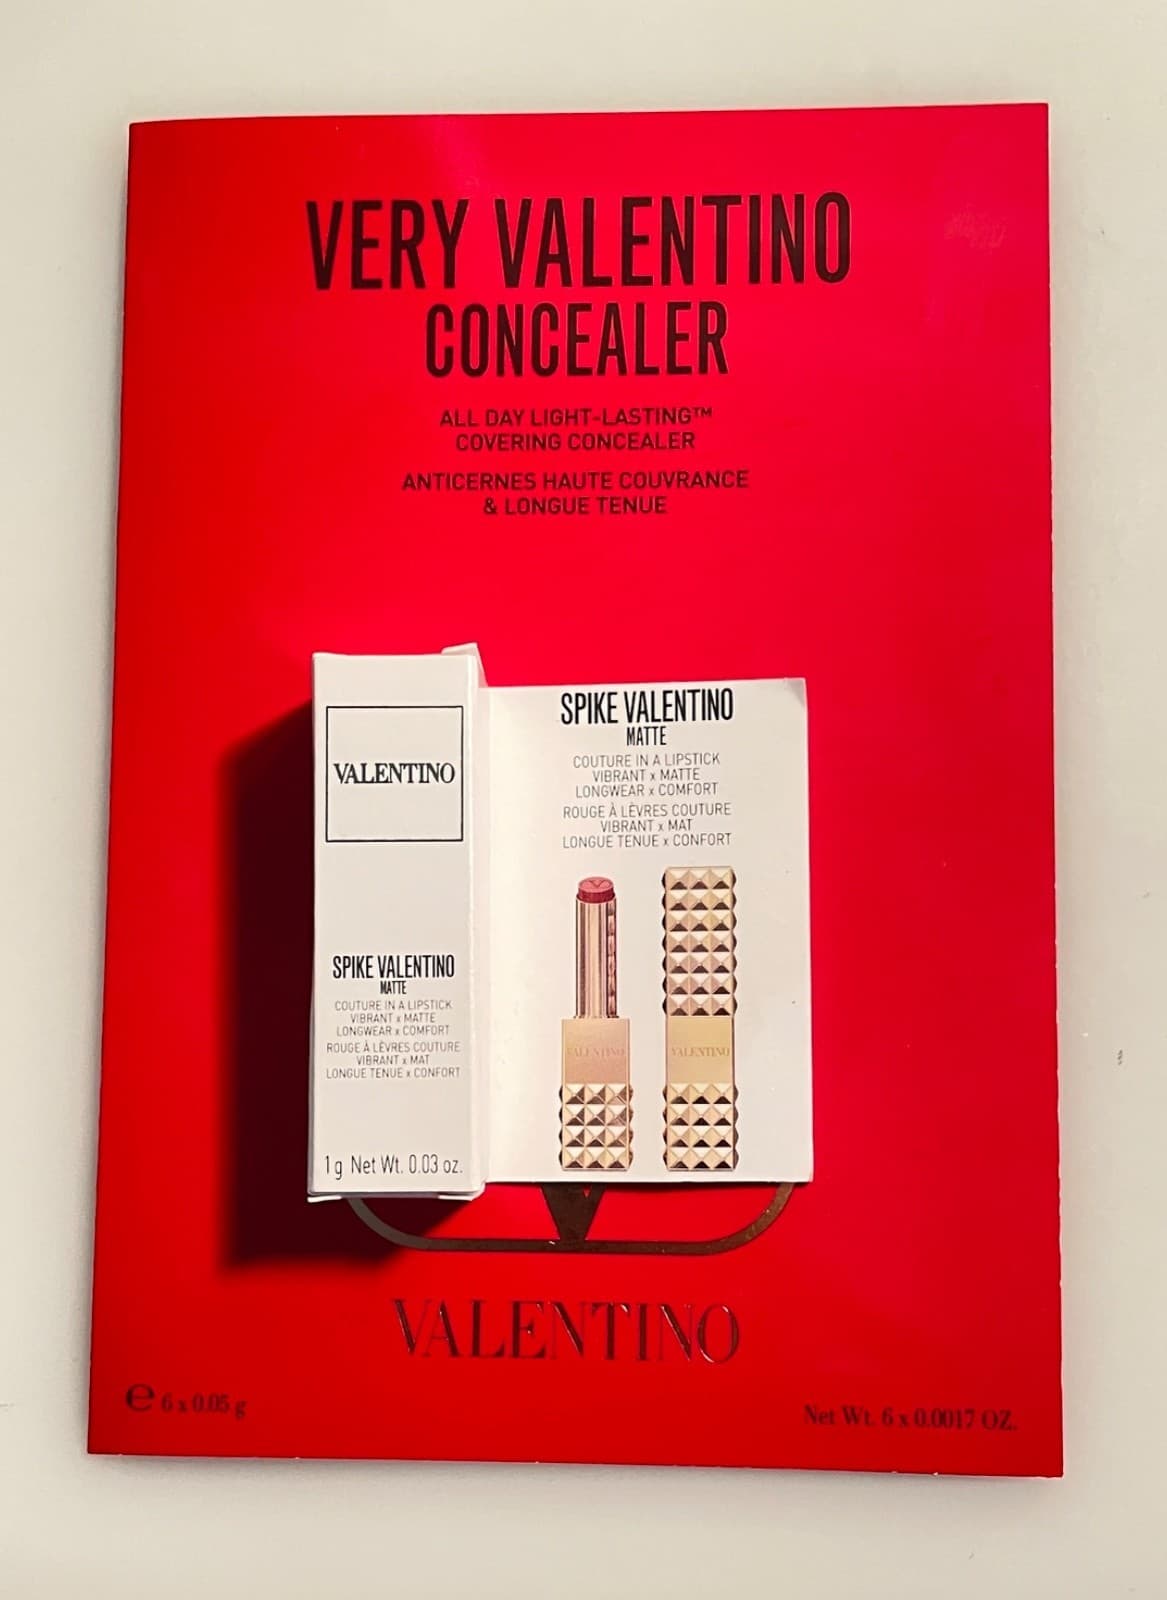 VERY VALENTINO
CONCEALER
ALL DAY LIGHT-LASTING™
COVERING CONCEALER
ANTICERNES HAUTE COUVRANCE
& LONGUE TENUE
VALENTINO
SPIKE VALENTINO
MATTE
COUTURE IN A LIPSTICK
VIBRANT x MATTE
LONGWEAR x COMFORT
ROUGE À LÈVRES COUTURE
VIBRANT x MAT
LONGUE TENUE x CONFORT
1 g Net Wt. 0.03 oz.
SPIKE VALENTINO
MATTE
COUTURE IN A LIPSTICK
VIBRANT x MATTE
LONGWEAR x COMFORT
ROUGE À LÈVRES COUTURE
VIBRANT x MAT
LONGUE TENUE x CONFORT
VALENTINO
VALENTINO
VALENTINO
℮ 6 x 0.05 g
Net Wt. 6 x 0.0017 OZ.